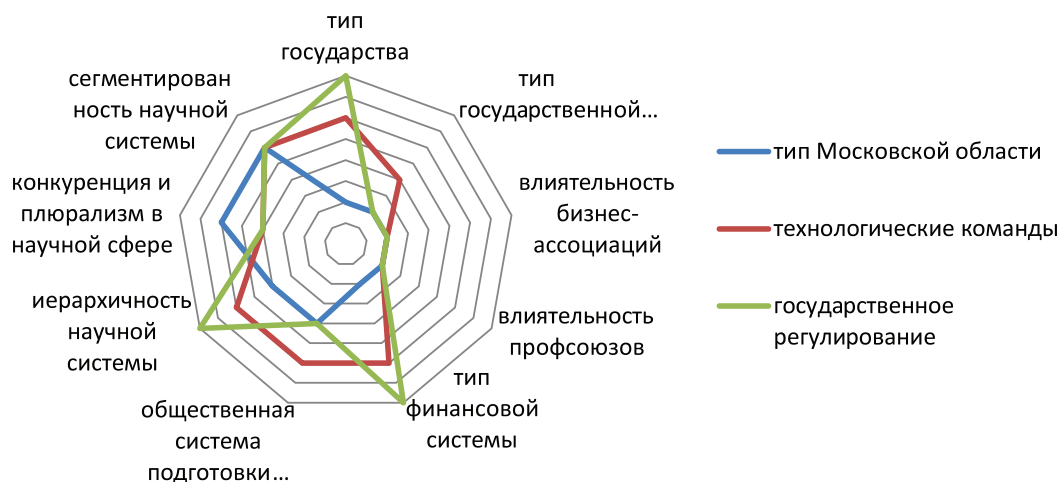 тип
государства
тип
государственной…
влиятельность
бизнес-
ассоциаций
влиятельность
профсоюзов
тип
финансовой
системы
общественная
система
подготовки…
иерархичность
научной
системы
конкуренция и
плюрализм в
научной сфере
сегментирован
ность научной
системы
тип Московской области
технологические команды
государственное
регулирование